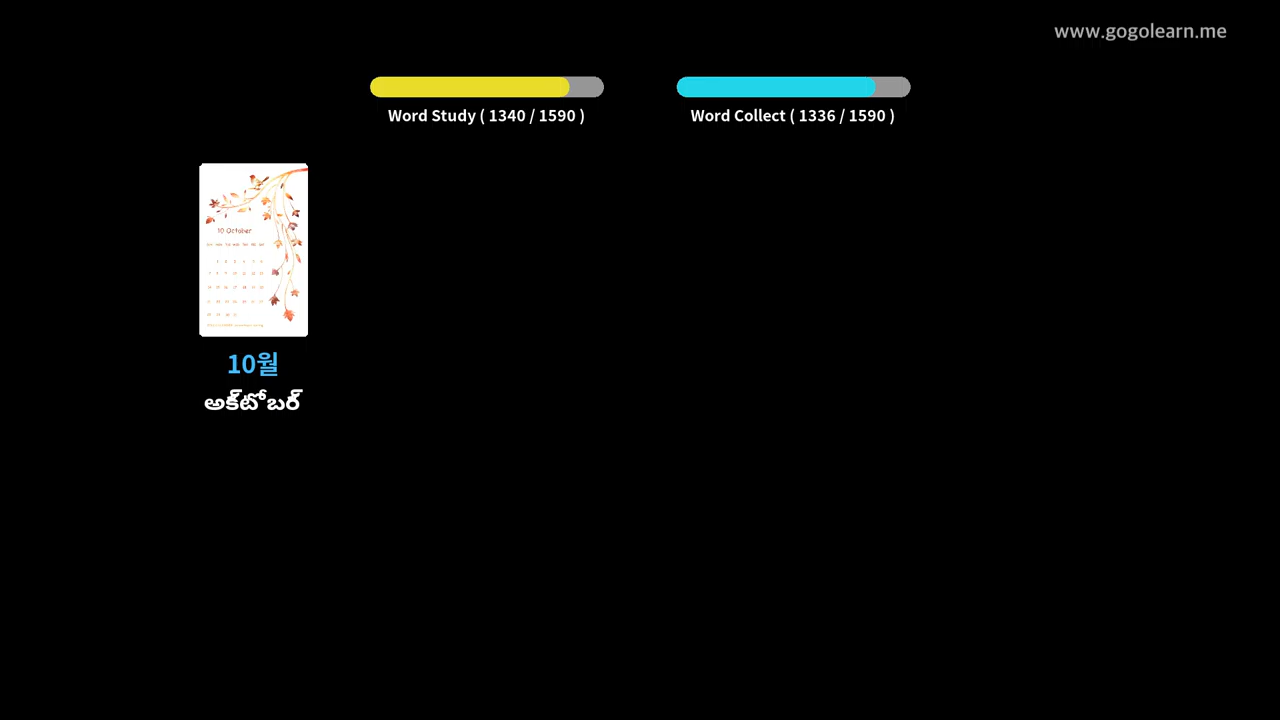 www.gogolearn.me
Word Study ( 1340 / 1590 )
Word Collect ( 1336 / 1590 )
10 October
10월
అక్‌టోబర్